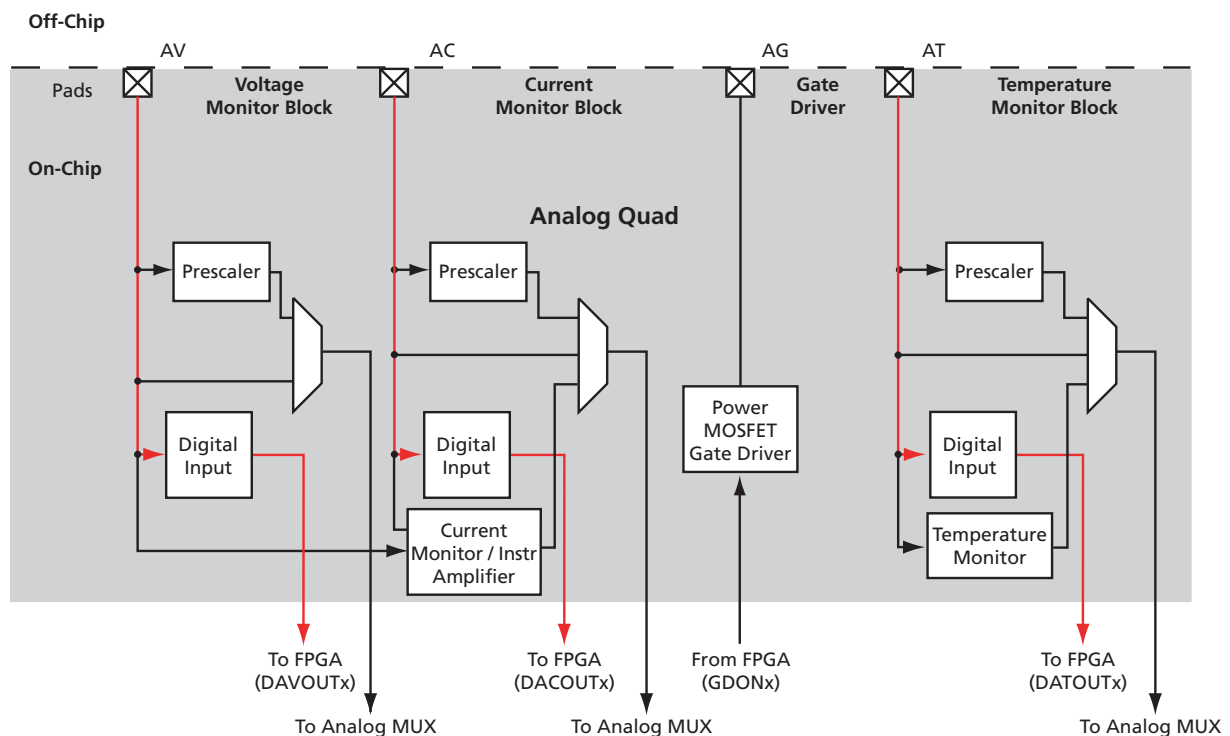 Off-Chip
AV
AC
AG
AT
Pads
Voltage
Monitor Block
Current
Monitor Block
Gate
Driver
Temperature
Monitor Block
On-Chip
Analog Quad
Prescaler
Prescaler
Prescaler
Digital
Input
Digital
Input
Power
MOSFET
Gate Driver
Digital
Input
Current
Monitor / Instr
Amplifier
Temperature
Monitor
To FPGA
(DAVOUTx)
To FPGA
(DACOUTx)
From FPGA
(GDONx)
To FPGA
(DATOUTx)
To Analog MUX
To Analog MUX
To Analog MUX